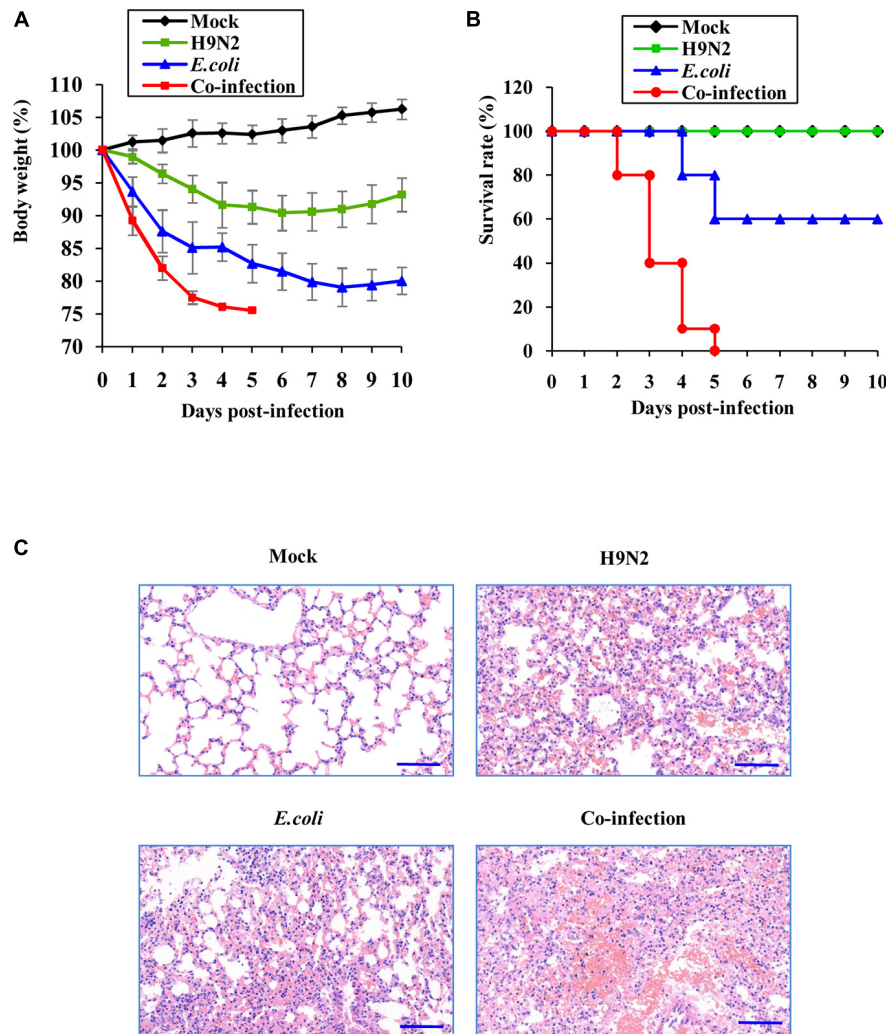 A
Mock
H9N2
E.coli
Co-infection
Body weight (%)
110
105
100
95
90
85
80
75
70
0 1 2 3 4 5 6 7 8 9 10
Days post-infection
B
Mock
H9N2
E.coli
Co-infection
Survival rate (%)
120
100
80
60
40
20
0
0 1 2 3 4 5 6 7 8 9 10
Days post-infection
C
Mock
H9N2
E.coli
Co-infection